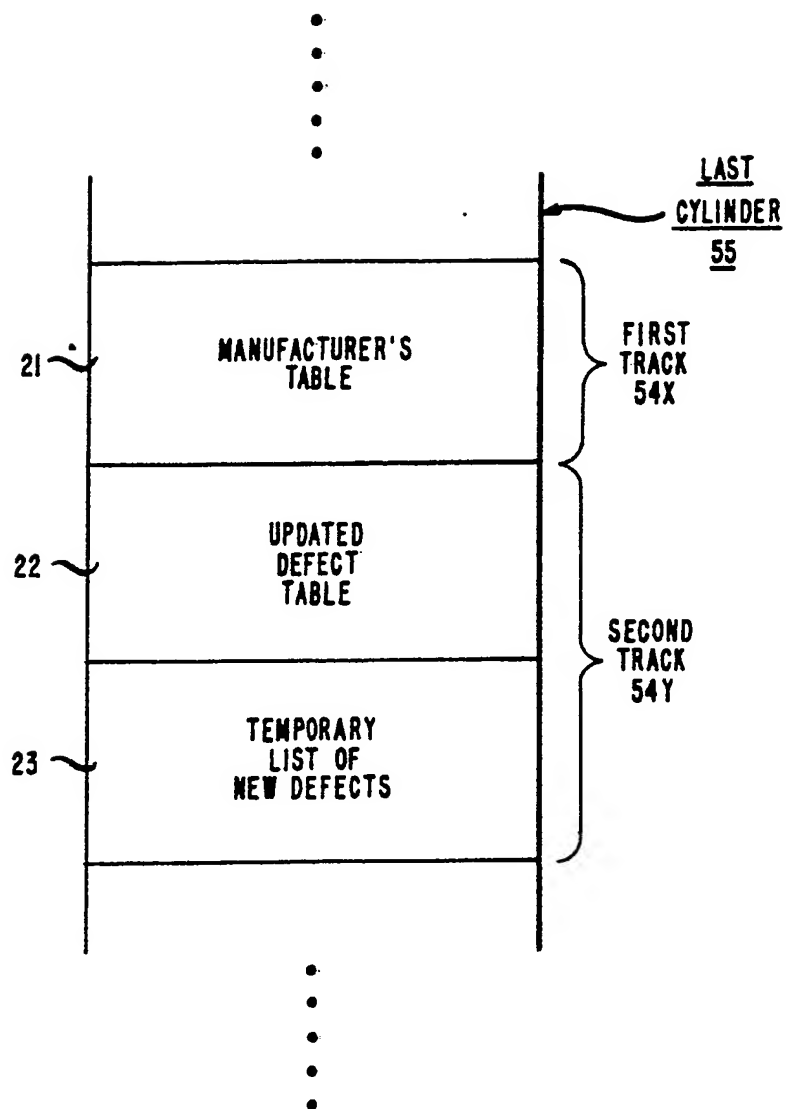 LAST
CYLINDER
55
21
MANUFACTURER'S
TABLE
FIRST
TRACK
54X
22
UPDATED
DEFECT
TABLE
SECOND
TRACK
54Y
23
TEMPORARY
LIST OF
NEW DEFECTS